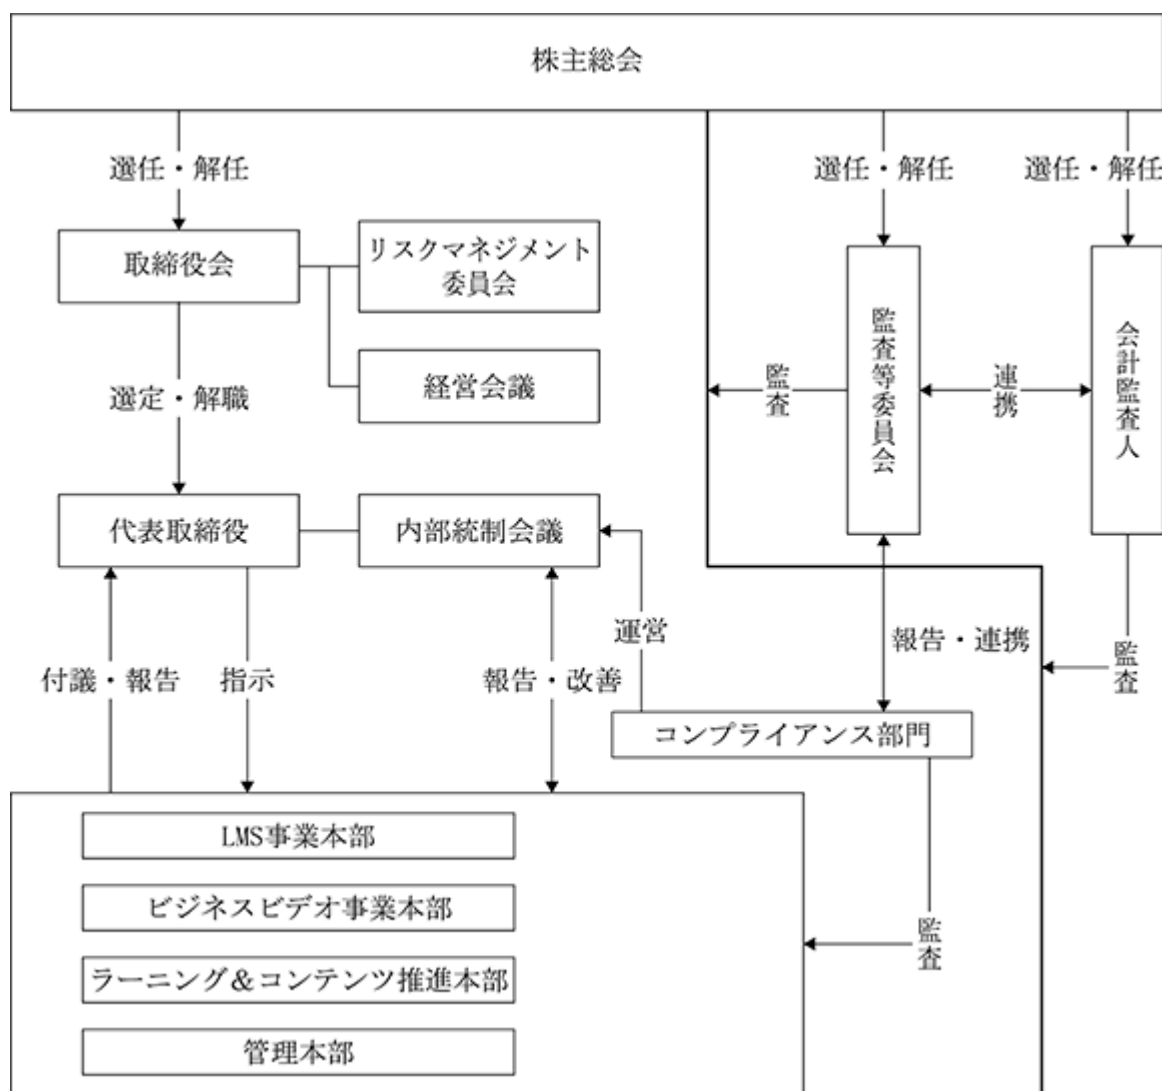 株主総会
選任・解任
選任・解任
選任・解任
取締役会
リスクマネジメント
委員会
監査等委員会
会計監査人
経営会議
監査
連携
選定・解職
代表取締役
内部統制会議
運営
報告・連携
監査
付議・報告
指示
報告・改善
コンプライアンス部門
LMS事業本部
ビジネスビデオ事業本部
監査
ラーニング＆コンテンツ推進本部
管理本部